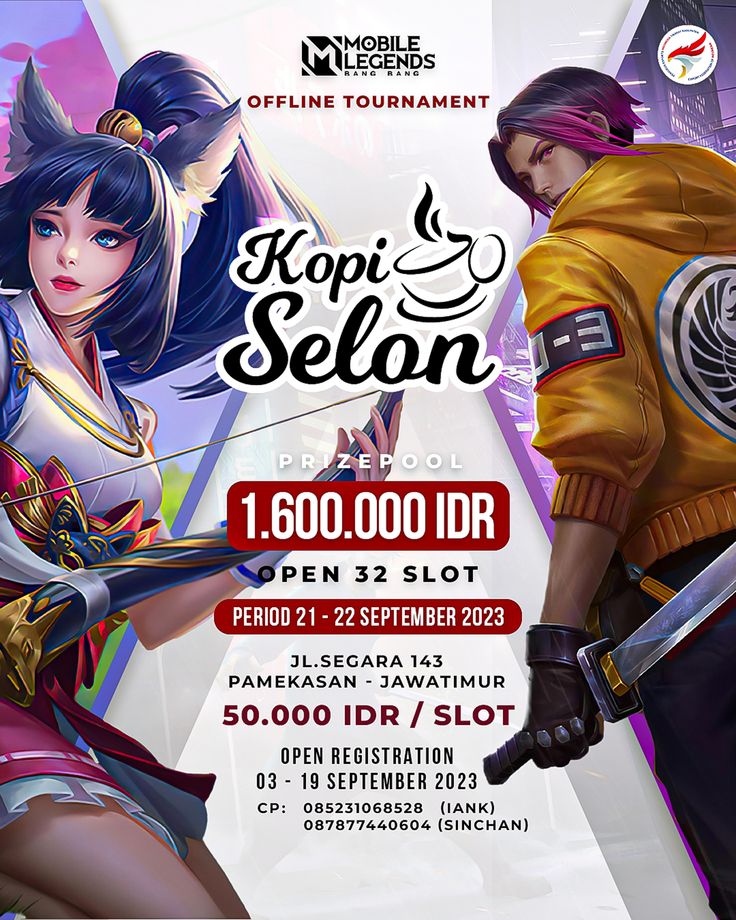 MOBILE
LEGENDS
BANG BANG
OFFLINE TOURNAMENT
Kopi
Selon
PRIZEPOOL
1.600.000 IDR
OPEN 32 SLOT
PERIOD 21 - 22 SEPTEMBER 2023
JL.SEGARA 143
PAMEKASAN - JAWATIMUR
50.000 IDR / SLOT
OPEN REGISTRATION
03 - 19 SEPTEMBER 2023
CP: 085231068528 (IANK)
087877440604 (SINCHAN)